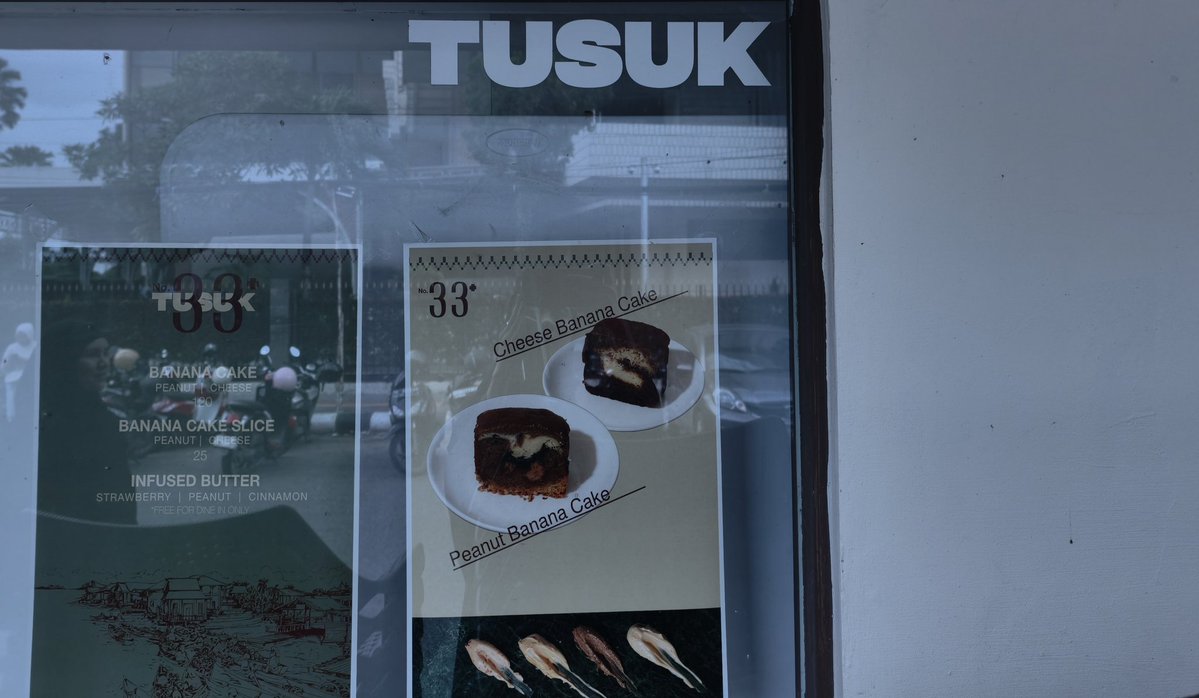 TUSUK
No. 33
TUSUK
BANANA CAKE
PEANUT | CHEESE
BANANA CAKE SLICE
PEANUT | CHEESE
25
INFUSED BUTTER
STRAWBERRY | PEANUT | CINNAMON
*FREE FOR DINE IN ONLY
No. 33
Cheese Banana Cake
Peanut Banana Cake